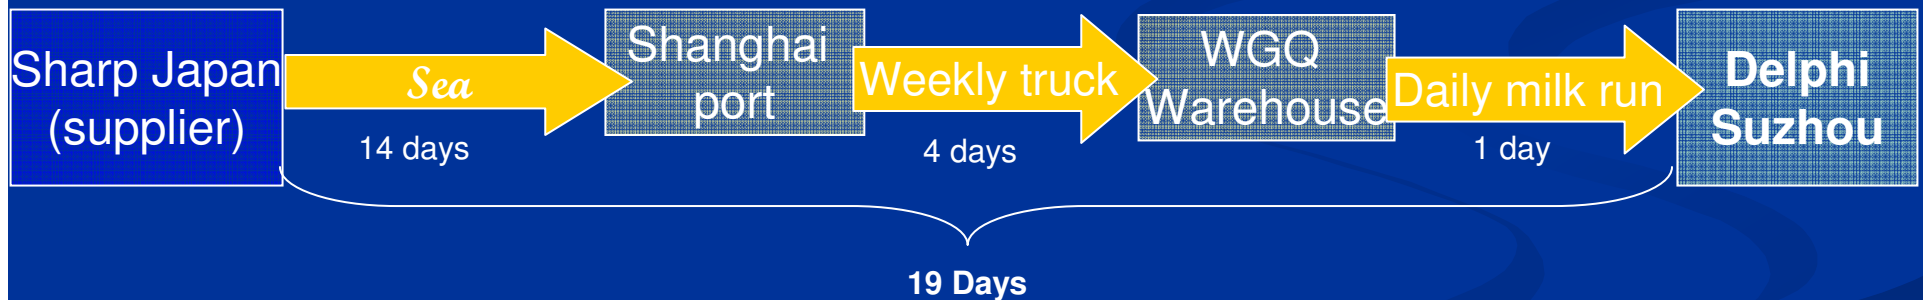 Sharp Japan
(supplier)
Sea
14 days
Shanghai
port
Weekly truck
4 days
WGQ
Warehouse
Daily milk run
1 day
Delphi
Suzhou
19 Days